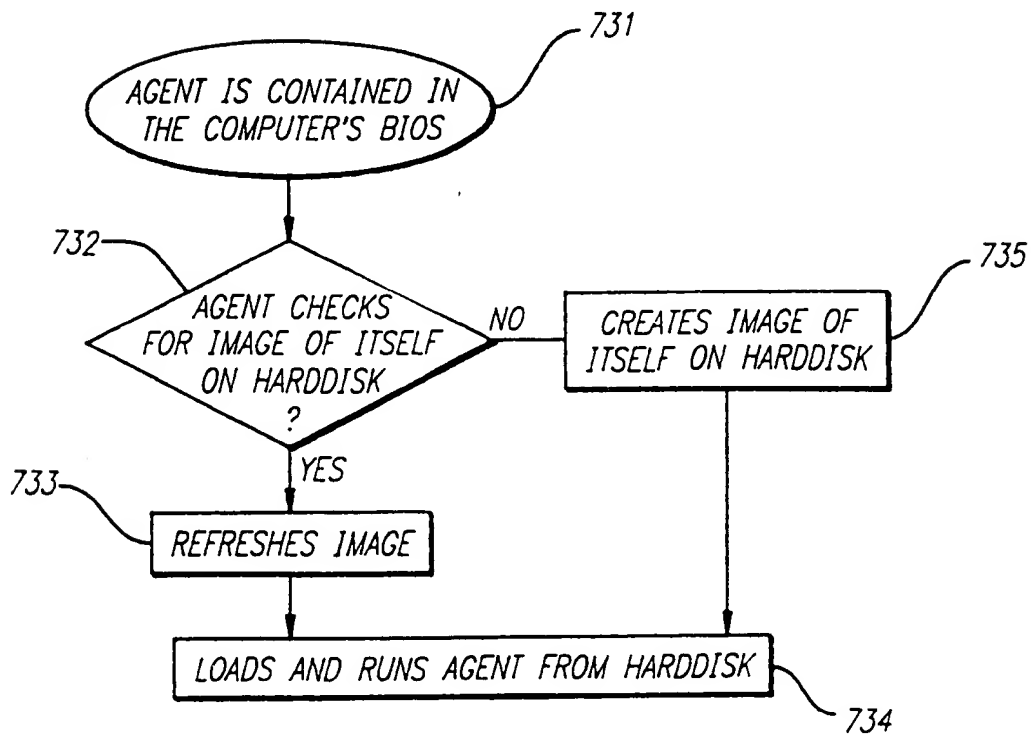 731
AGENT IS CONTAINED IN
THE COMPUTER'S BIOS
732
AGENT CHECKS
FOR IMAGE OF ITSELF
ON HARDDISK
?
NO
735
CREATES IMAGE OF
ITSELF ON HARDDISK
YES
733
REFRESHES IMAGE
LOADS AND RUNS AGENT FROM HARDDISK
734